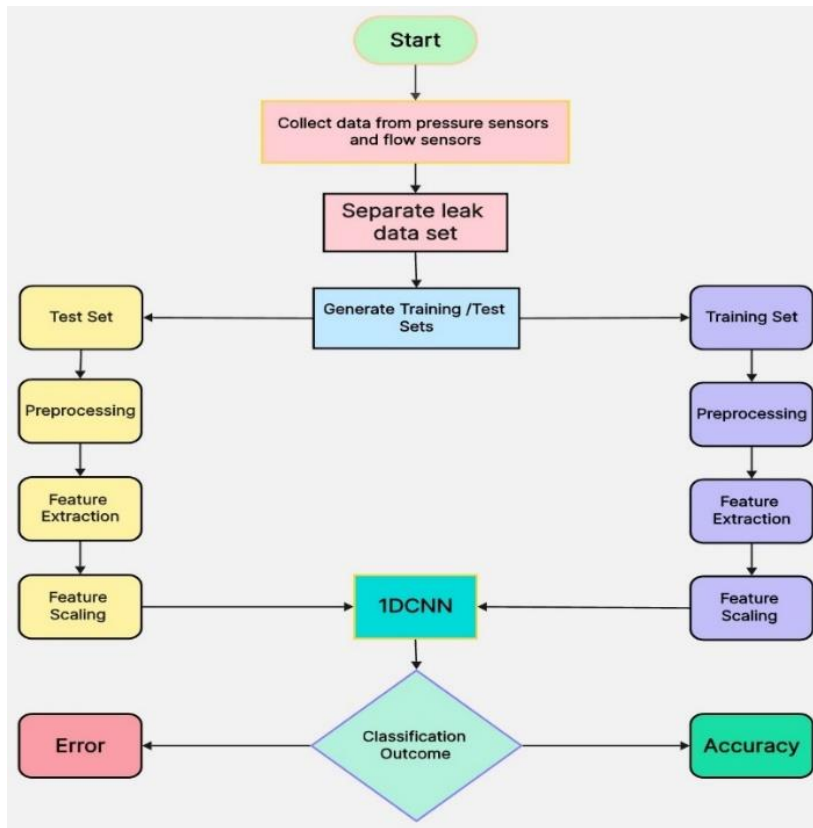 Start
Collect data from pressure sensors
and flow sensors
Separate leak
data set
Generate Training /Test
Sets
Test Set
Training Set
Preprocessing
Preprocessing
Feature
Extraction
Feature
Extraction
Feature
Scaling
1DCNN
Feature
Scaling
Classification
Outcome
Error
Accuracy